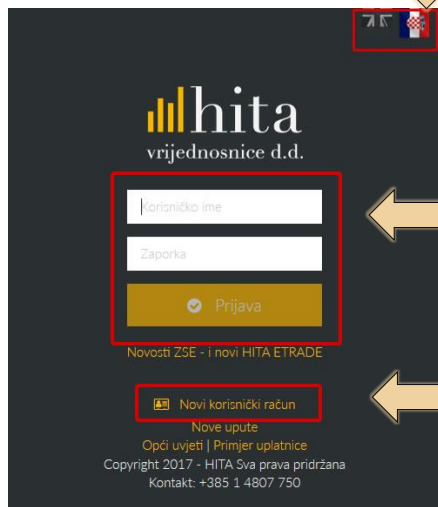 hita
vrijednosnice d.d.
Korisničko ime
Zaporka
Prijava
Novosti ZSE - i novi HITA ETRADE
Novi korisnički račun
Nove upute
Opći uvjeti | Primjer uplatnice
Copyright 2017 - HITA Sva prava pridržana
Kontakt: +385 1 4807 750